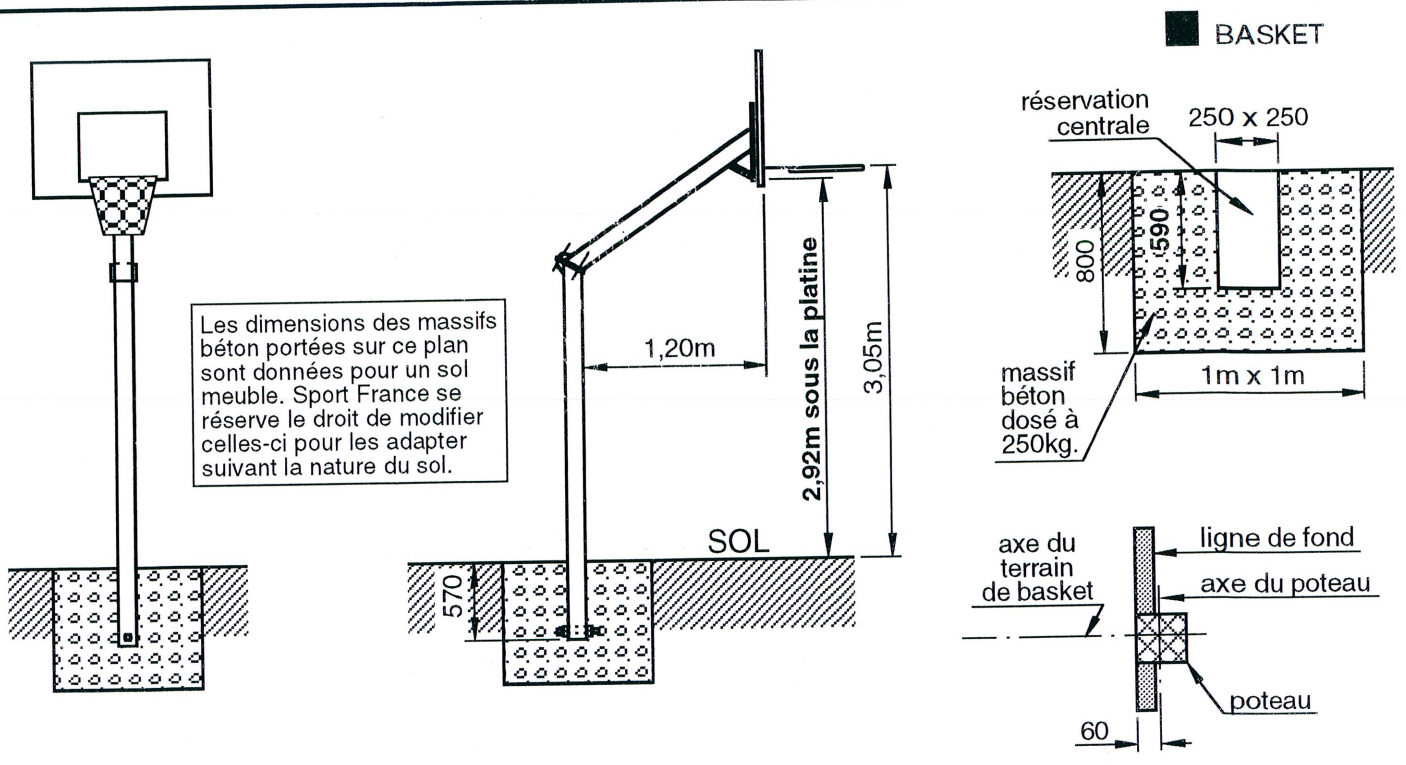 BASKET
réservation
centrale
250 x 250
800
590
massif
béton
dosé à
250kg.
1m x 1m
Les dimensions des massifs
béton portées sur ce plan
sont données pour un sol
meuble. Sport France se
réserve le droit de modifier
celles-ci pour les adapter
suivant la nature du sol.
1,20m
2,92m sous la platine
3,05m
SOL
570
axe du
terrain
de basket
ligne de fond
axe du poteau
poteau
60